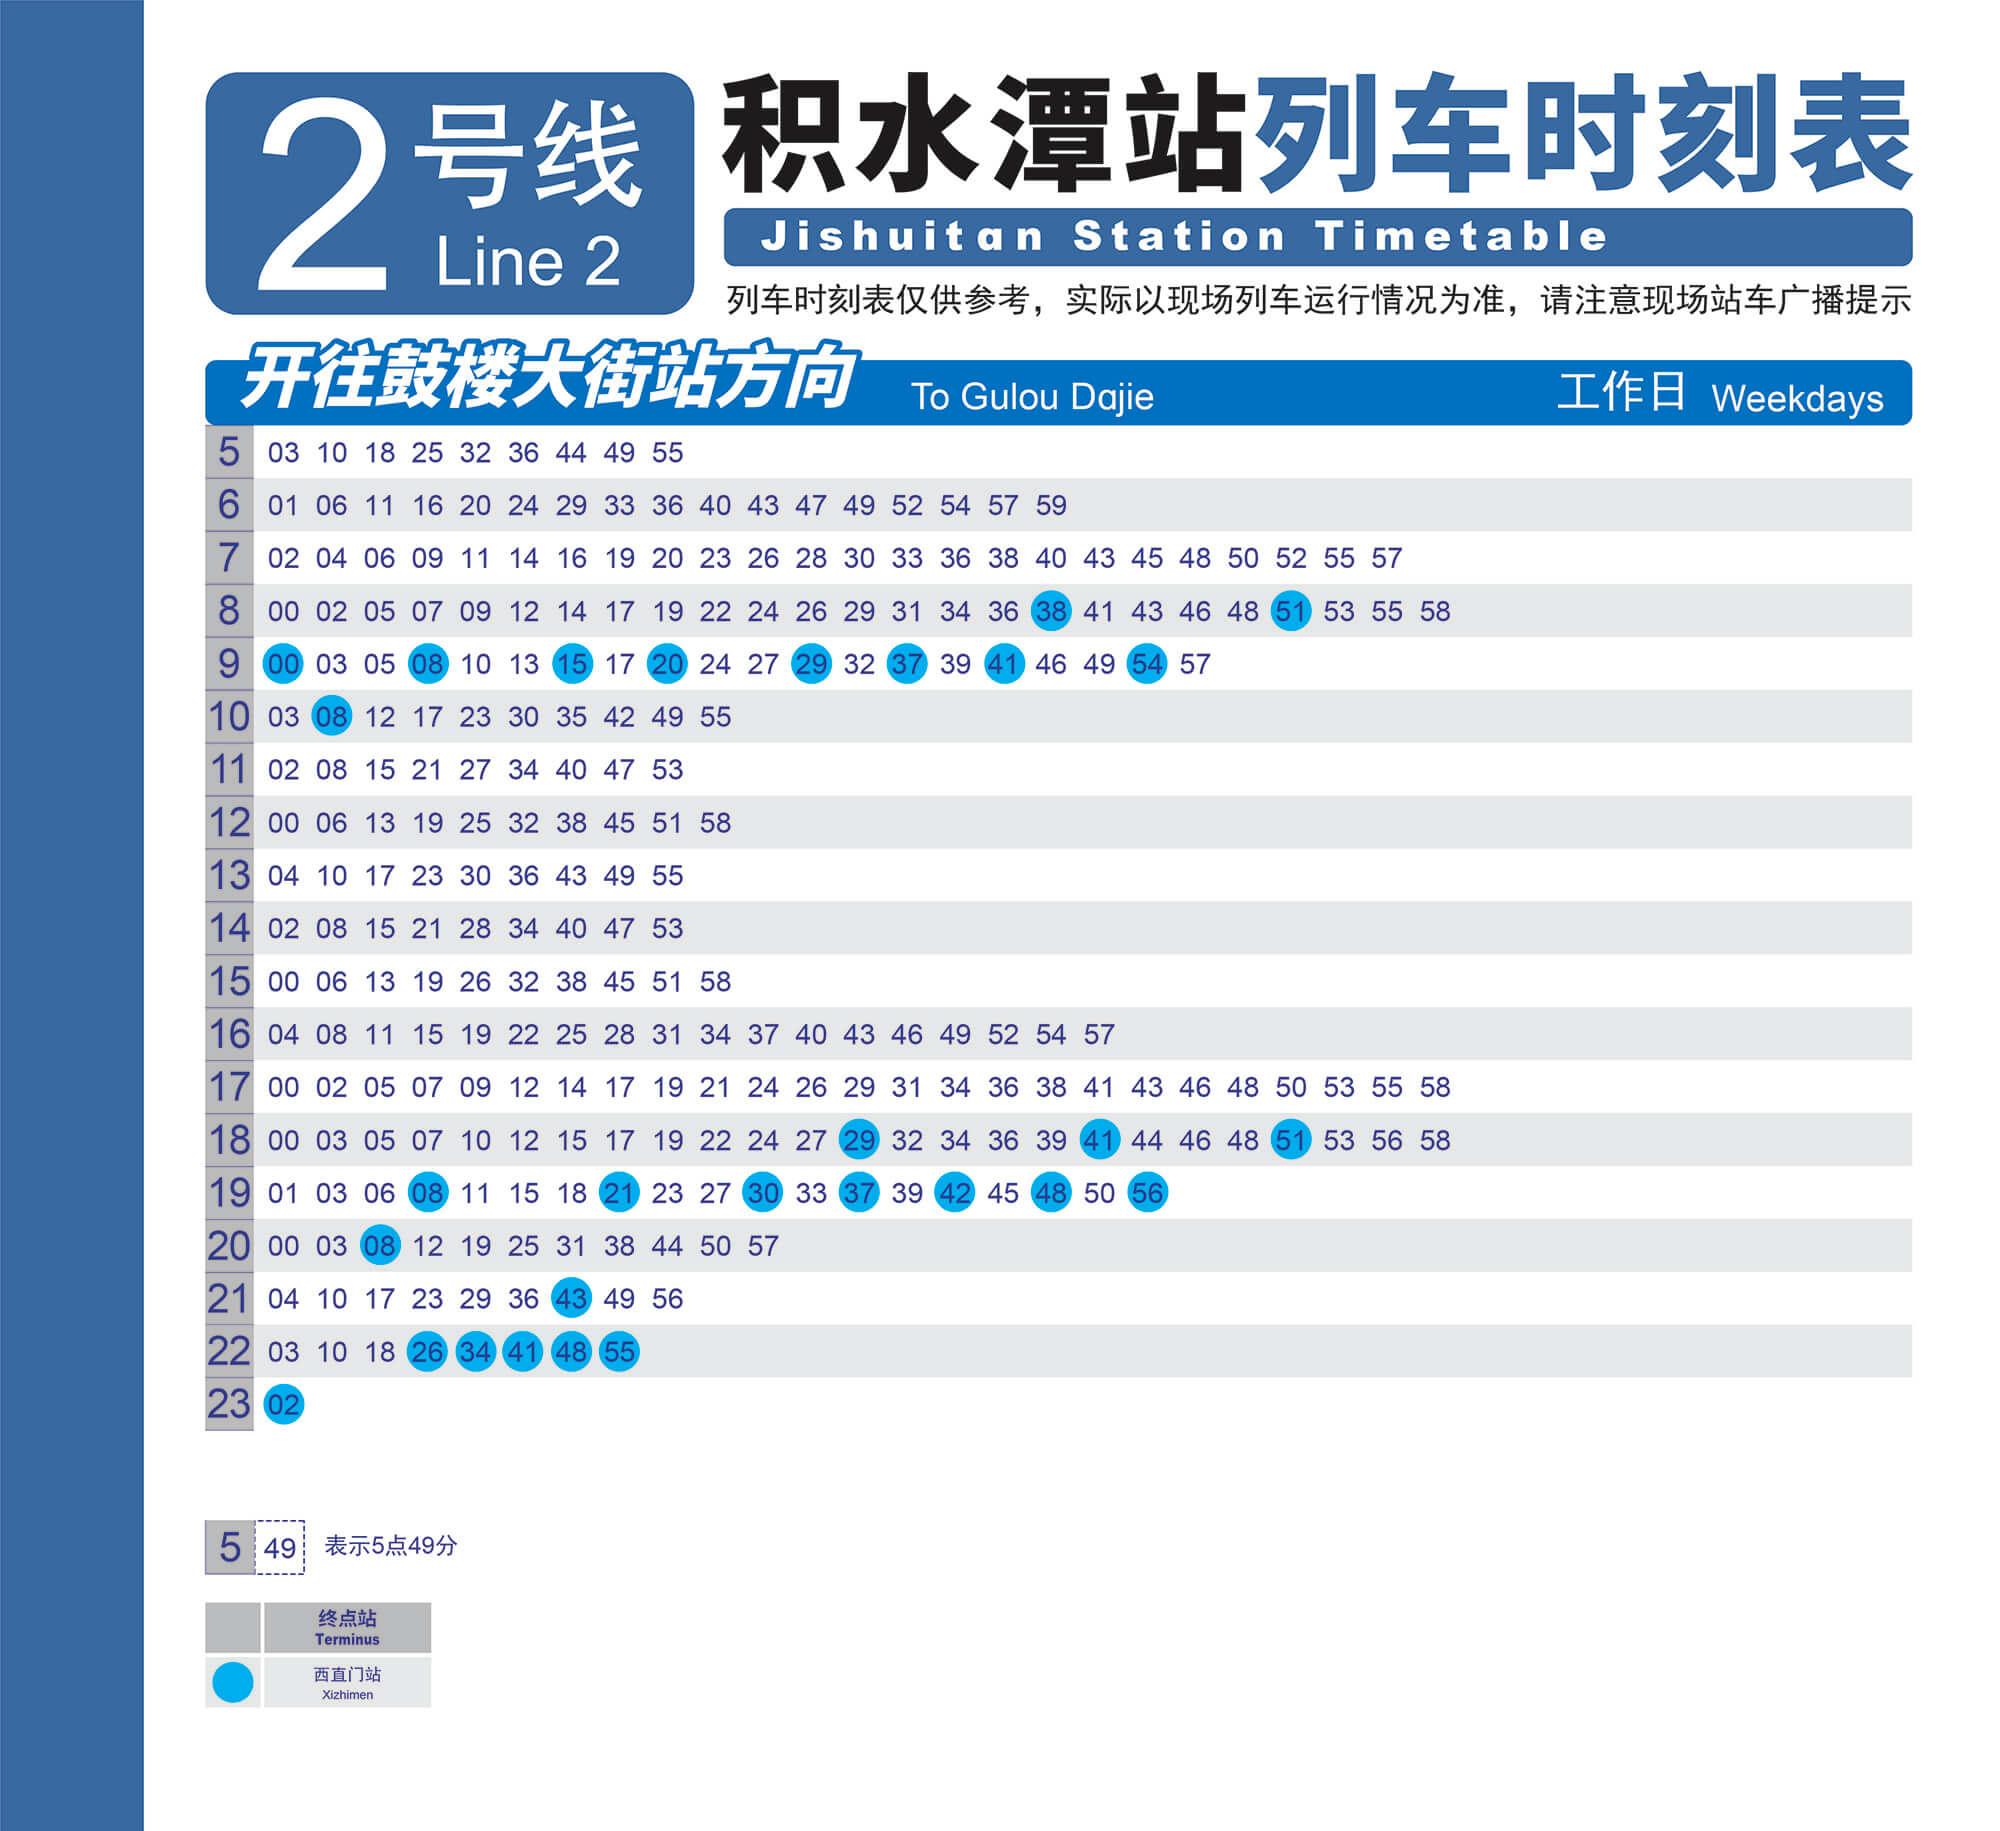 2号线
Line 2
积水潭站列车时刻表
Jishuitan Station Timetable
列车时刻表仅供参考，实际以现场列车运行情况为准，请注意现场站车广播提示
开往鼓楼大街站方向 To Gulou Dajie 工作日 Weekdays
5 03 10 18 25 32 36 44 49 55
6 01 06 11 16 20 24 29 33 36 40 43 47 49 52 54 57 59
7 02 04 06 09 11 14 16 19 20 23 26 28 30 33 36 38 40 43 45 48 50 52 55 57
8 00 02 05 07 09 12 14 17 19 22 24 26 29 31 34 36 38 41 43 46 48 51 53 55 58
9 00 03 05 08 10 13 15 17 20 24 27 29 32 37 39 41 46 49 54 57
10 03 08 12 17 23 30 35 42 49 55
11 02 08 15 21 27 34 40 47 53
12 00 06 13 19 25 32 38 45 51 58
13 04 10 17 23 30 36 43 49 55
14 02 08 15 21 28 34 40 47 53
15 00 06 13 19 26 32 38 45 51 58
16 04 08 11 15 19 22 25 28 31 34 37 40 43 46 49 52 54 57
17 00 02 05 07 09 12 14 17 19 21 24 26 29 31 34 36 38 41 43 46 48 50 53 55 58
18 00 03 05 07 10 12 15 17 19 22 24 27 29 32 34 36 39 41 44 46 48 51 53 56 58
19 01 03 06 08 11 15 18 21 23 27 30 33 37 39 42 45 48 50 56
20 00 03 08 12 19 25 31 38 44 50 57
21 04 10 17 23 29 36 43 49 56
22 03 10 18 26 34 41 48 55
23 02
5 49 表示5点49分
终点站
Terminus
西直门站
Xizhimen